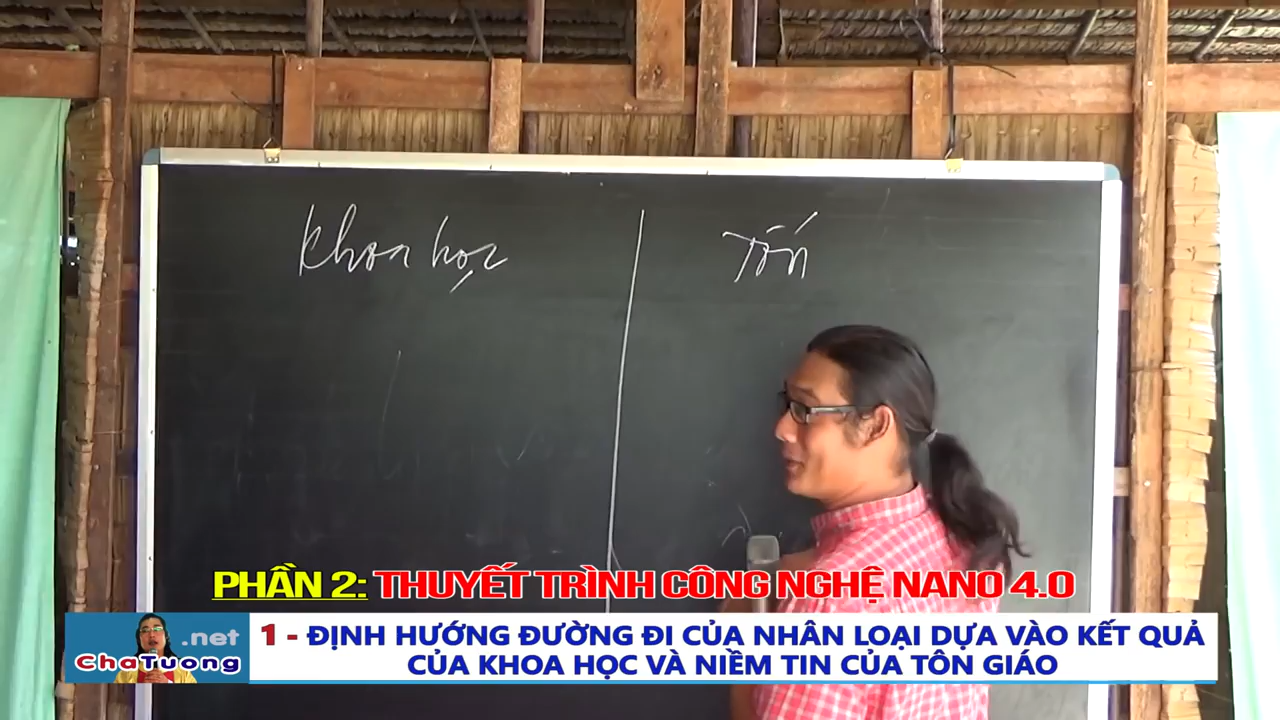 Khoa học
Tôn
PHẦN 2: THUYẾT TRÌNH CÔNG NGHỆ NANO 4.0
.net
ChaTuong
1 - ĐỊNH HƯỚNG ĐƯỜNG ĐI CỦA NHÂN LOẠI DỰA VÀO KẾT QUẢ
CỦA KHOA HỌC VÀ NIỀM TIN CỦA TÔN GIÁO